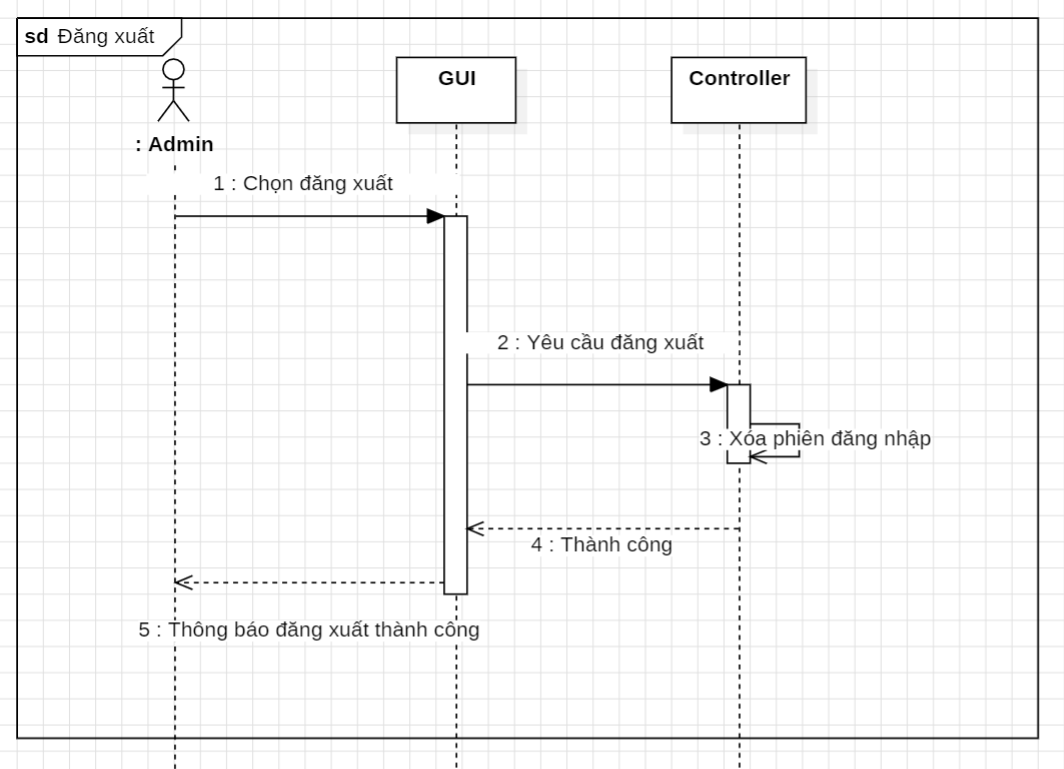 sd Đăng xuất
GUI
Controller
: Admin
1 : Chọn đăng xuất
2 : Yêu cầu đăng xuất
3 : Xóa phiên đăng nhập
4 : Thành công
5 : Thông báo đăng xuất thành công